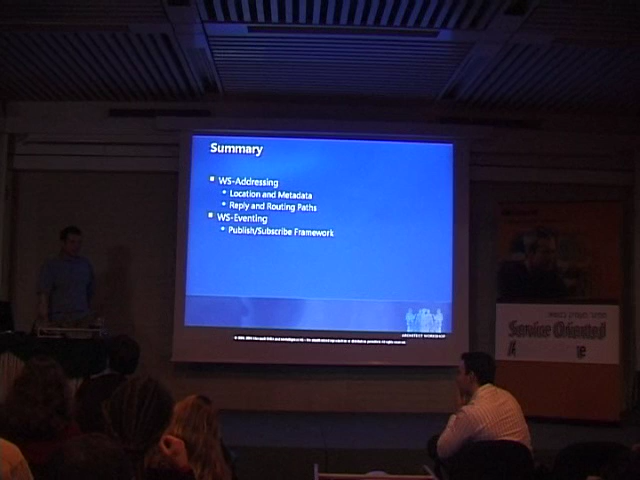 Summary
WS-Addressing
Location and Metadata
Reply and Routing Paths
WS-Eventing
Publish/Subscribe Framework
Service Oriented